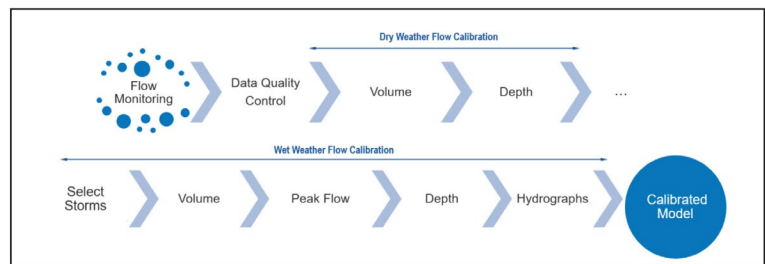 Dry Weather Flow Calibration
Flow
Monitoring
Data Quality
Control
Volume
Depth
...
Wet Weather Flow Calibration
Select
Storms
Volume
Peak Flow
Depth
Hydrographs
Calibrated
Model